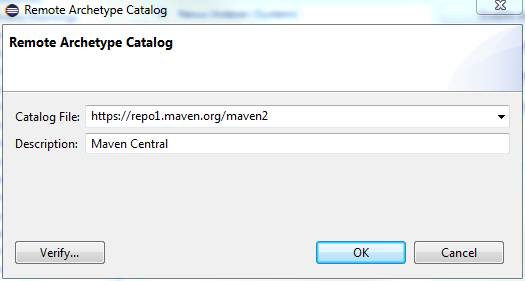 Remote Archetype Catalog
Remote Archetype Catalog
Catalog File: https://repo1.maven.org/maven2
Description: Maven Central
Verify... OK Cancel